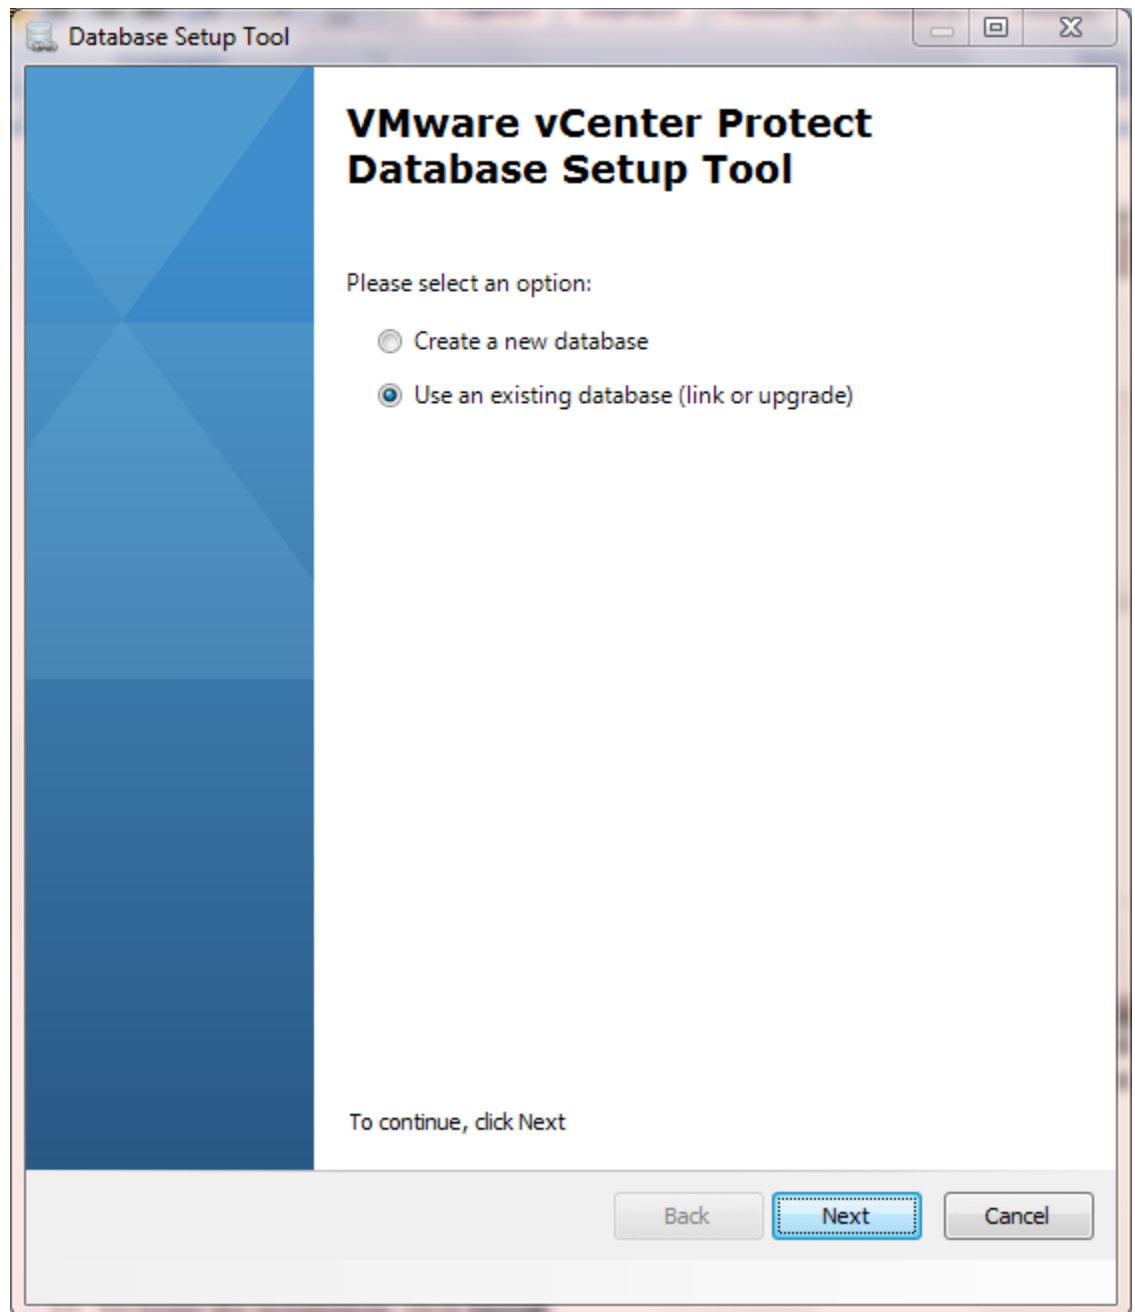 Database Setup Tool
VMware vCenter Protect
Database Setup Tool
Please select an option:
Create a new database
Use an existing database (link or upgrade)
To continue, click Next
Back
Next
Cancel